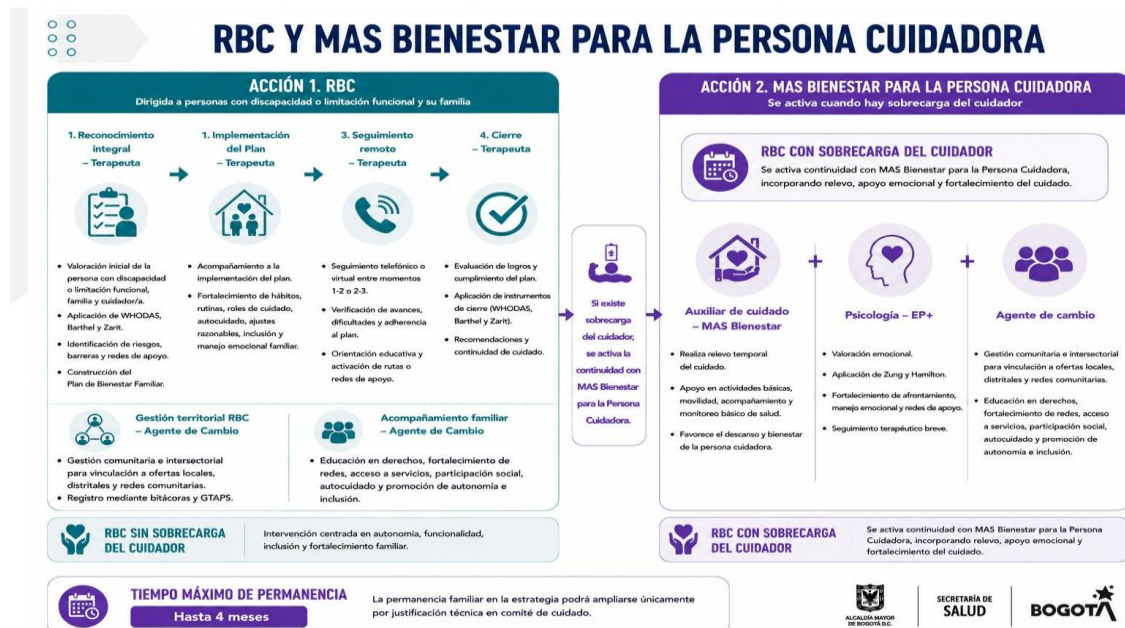 RBC Y MAS BIENESTAR PARA LA PERSONA CUIDADORA
ACCIÓN 1. RBC
Dirigida a personas con discapacidad o limitación funcional y su familia
1. Reconocimiento
integral
– Terapeuta
• Valoración inicial de la
persona con discapacidad
o limitación funcional,
familia y cuidador/a.
• Aplicación de WHODAS,
Barthel y Zarit.
• Identificación de riesgos,
barreras y redes de apoyo.
• Construcción del
Plan de Bienestar Familiar.
1. Implementación
del Plan
– Terapeuta
• Acompañamiento a la
implementación del plan.
• Fortalecimiento de hábitos,
rutinas, roles de cuidado,
autocuidado, ajustes
razonables, inclusión y
manejo emocional familiar.
3. Seguimiento
remoto
– Terapeuta
• Seguimiento telefónico o
virtual entre momentos
1-2 o 2-3.
• Verificación de avances,
dificultades y adherencia
al plan.
• Orientación educativa y
activación de rutas o
redes de apoyo.
4. Cierre
– Terapeuta
• Evaluación de logros y
cumplimiento del plan.
• Aplicación de instrumentos
de cierre (WHODAS,
Barthel y Zarit).
• Recomendaciones y
continuidad de cuidado.
Gestión territorial RBC
– Agente de Cambio
• Gestión comunitaria e intersectorial
para vinculación a ofertas locales,
distritales y redes comunitarias.
• Registro mediante bitácoras y GTAPS.
Acompañamiento familiar
– Agente de Cambio
• Educación en derechos, fortalecimiento de
redes, acceso a servicios, participación social,
autocuidado y promoción de autonomía e
inclusión.
RBC SIN SOBRECARGA
DEL CUIDADOR
Intervención centrada en autonomía, funcionalidad,
inclusión y fortalecimiento familiar.
Si existe
sobrecarga
del cuidador,
se activa la
continuidad con
MAS Bienestar
para la Persona
Cuidadora.
ACCIÓN 2. MAS BIENESTAR PARA LA PERSONA CUIDADORA
Se activa cuando hay sobrecarga del cuidador
RBC CON SOBRECARGA DEL CUIDADOR
Se activa continuidad con MAS Bienestar para la Persona Cuidadora,
incorporando relevo, apoyo emocional y fortalecimiento del cuidado.
Auxiliar de cuidado
– MAS Bienestar
• Realiza relevo temporal
del cuidado.
• Apoyo en actividades básicas,
movilidad, acompañamiento y
monitoreo básico de salud.
• Favorece el descanso y bienestar
de la persona cuidadora.
+
Psicología – EP+
• Valoración emocional.
• Aplicación de Zung y Hamilton.
• Fortalecimiento de afrontamiento,
manejo emocional y redes de apoyo.
• Seguimiento terapéutico breve.
+
Agente de cambio
• Gestión comunitaria e intersectorial
para vinculación a ofertas locales,
distritales y redes comunitarias.
• Educación en derechos,
fortalecimiento de redes, acceso
a servicios, participación social,
autocuidado y promoción de
autonomía e inclusión.
RBC CON SOBRECARGA
DEL CUIDADOR
Se activa continuidad con MAS Bienestar para la Persona
Cuidadora, incorporando relevo, apoyo emocional y
fortalecimiento del cuidado.
TIEMPO MÁXIMO DE PERMANENCIA
Hasta 4 meses
La permanencia familiar en la estrategia podrá ampliarse únicamente
por justificación técnica en comité de cuidado.
ALCALDÍA MAYOR
DE BOGOTÁ D.C.
SECRETARÍA DE
SALUD
BOGOTÁ